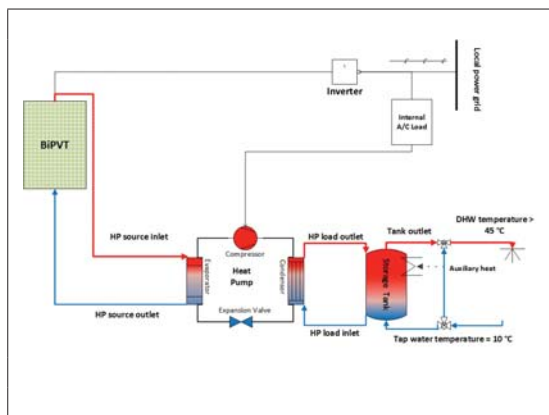 Local power grid
Inverter
Internal
A/C Load
BiPVT
HP source inlet
Compressor
Heat
Pump
Evaporator
Condenser
Expansion Valve
HP source outlet
HP load outlet
HP load inlet
Tank outlet
Storage Tank
DHW temperature >
45 °C
Auxiliary heat
Tap water temperature = 10 °C